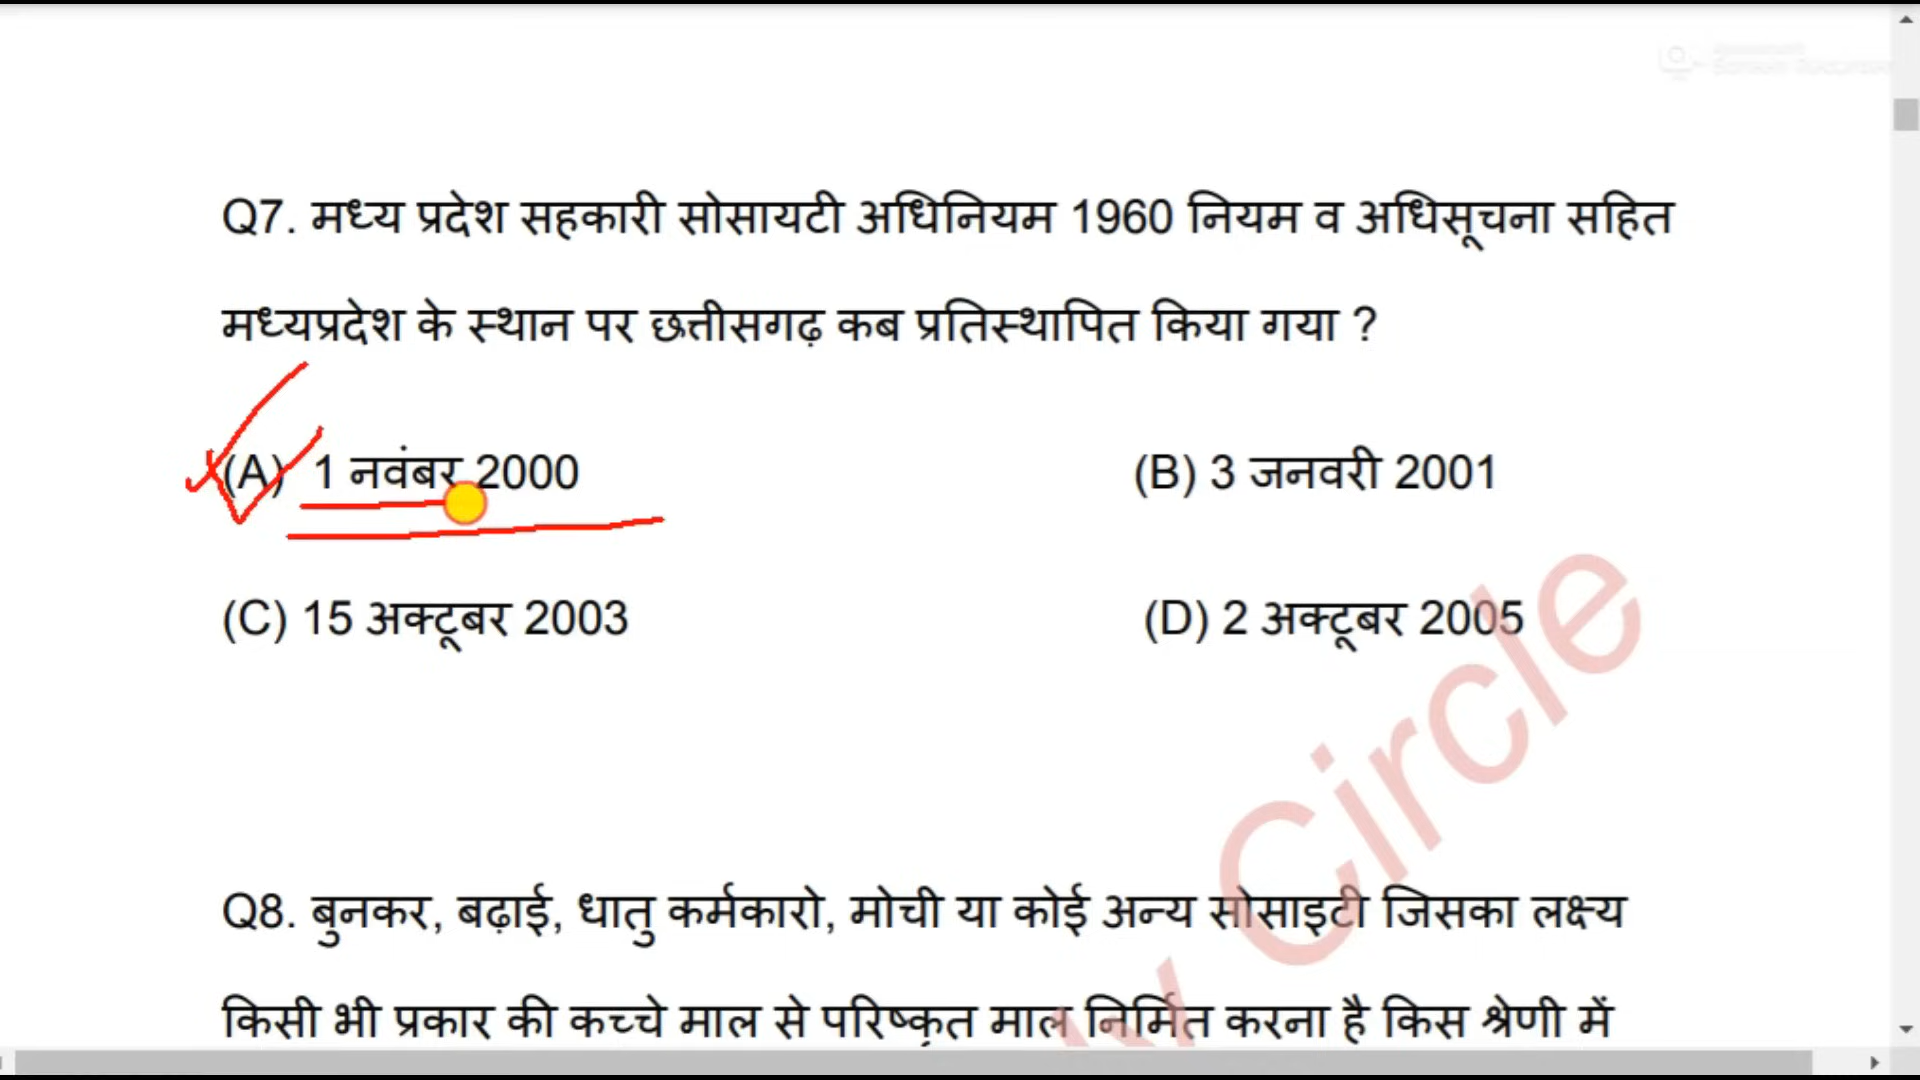 Q7. मध्य प्रदेश सहकारी सोसायटी अधिनियम 1960 नियम व अधिसूचना सहित
मध्यप्रदेश के स्थान पर छत्तीसगढ़ कब प्रतिस्थापित किया गया ?
(A) 1 नवंबर 2000 (B) 3 जनवरी 2001
(C) 15 अक्टूबर 2003 (D) 2 अक्टूबर 2005
Circle
Q8. बुनकर, बढ़ाई, धातु कर्मकारो, मोची या कोई अन्य सोसाइटी जिसका लक्ष्य
किसी भी प्रकार की कच्चे माल से परिष्कृत माल निर्मित करना है किस श्रेणी में